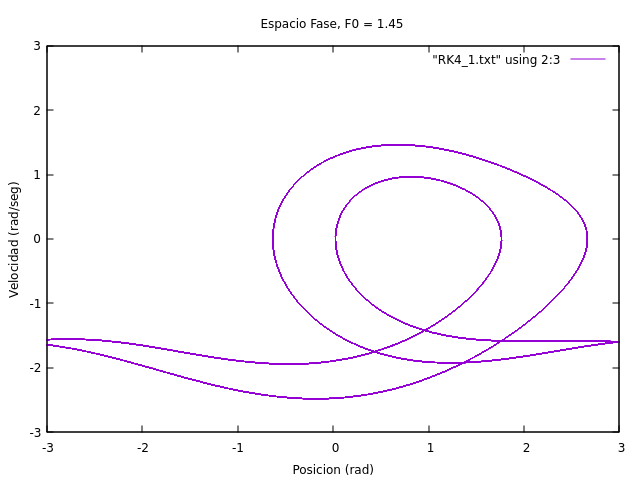 Espacio Fase, F0 = 1.45
"RK4_1.txt" using 2:3
3
2
1
0
-1
-2
-3
Velocidad (rad/seg)
-3 -2 -1 0 1 2 3
Posicion (rad)